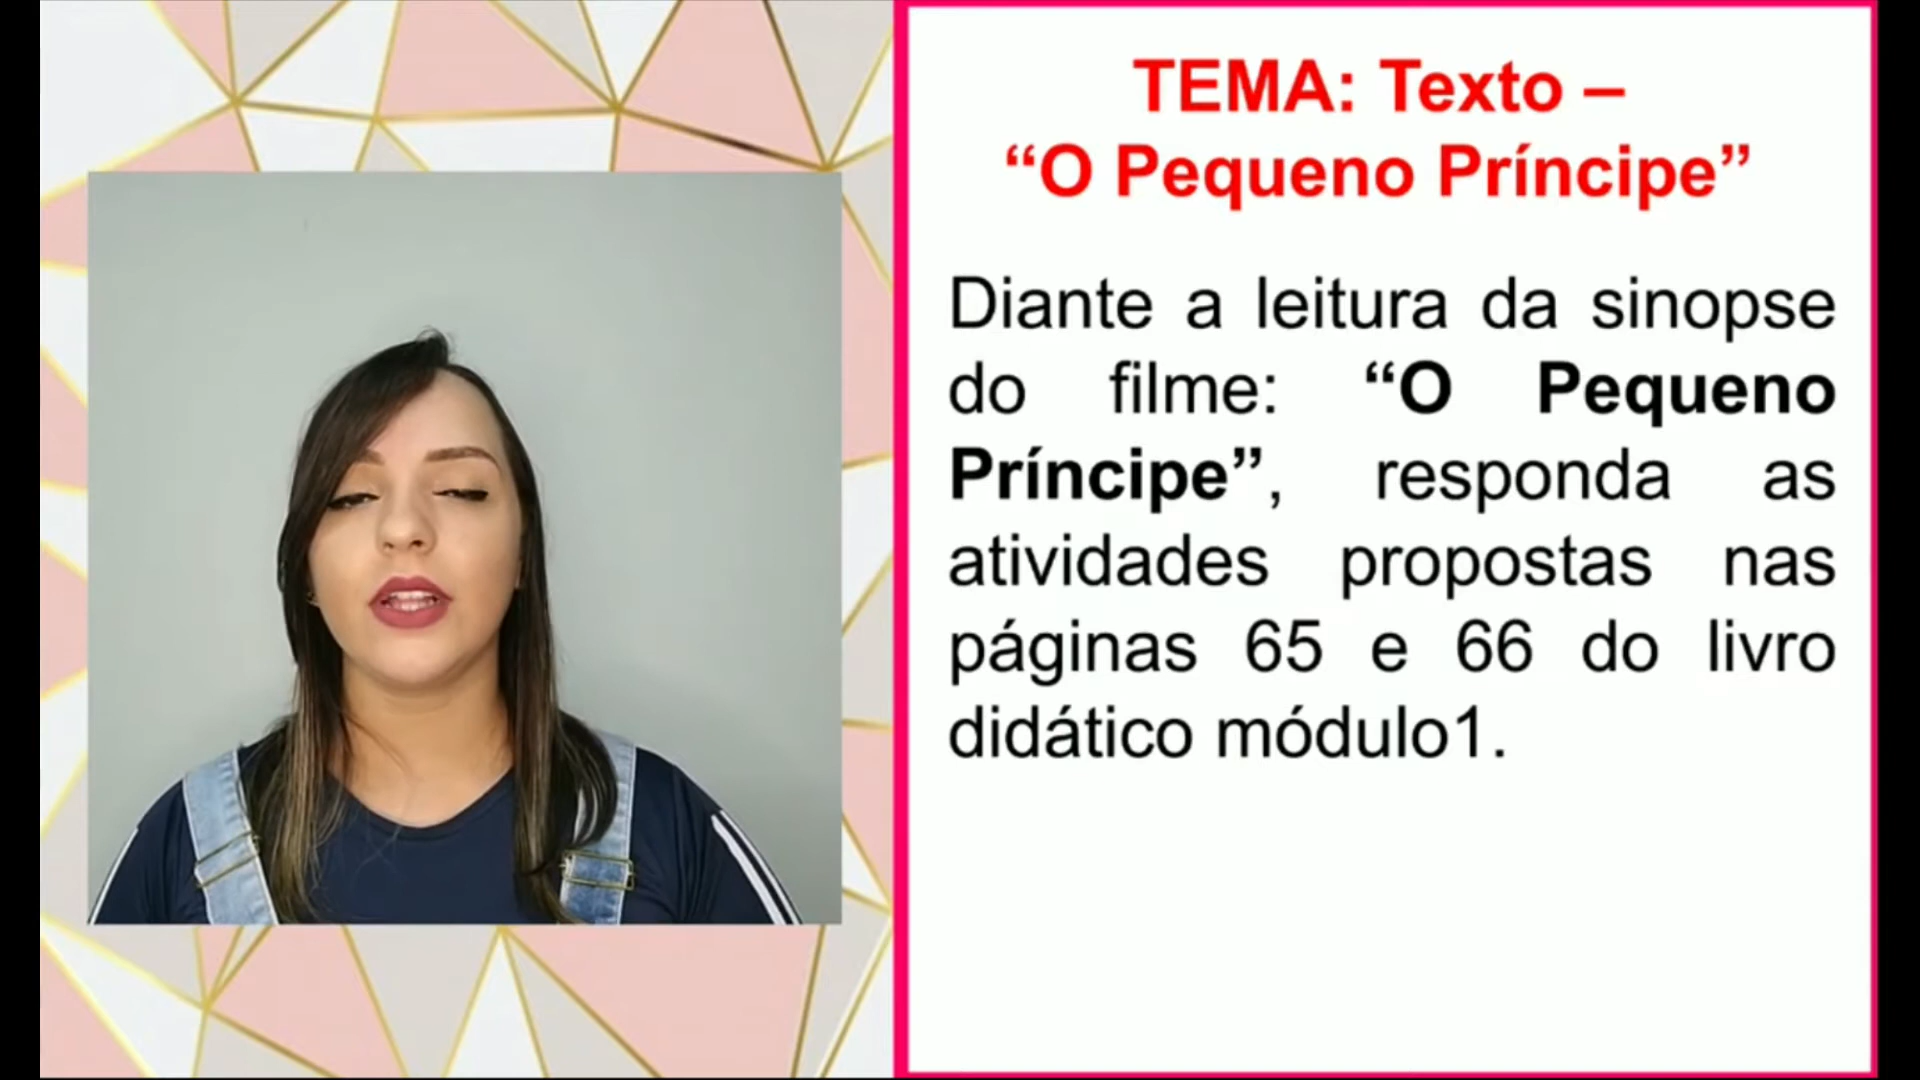 TEMA: Texto –
“O Pequeno Príncipe”
Diante a leitura da sinopse
do filme: “O Pequeno
Príncipe”, responda as
atividades propostas nas
páginas 65 e 66 do livro
didático módulo1.